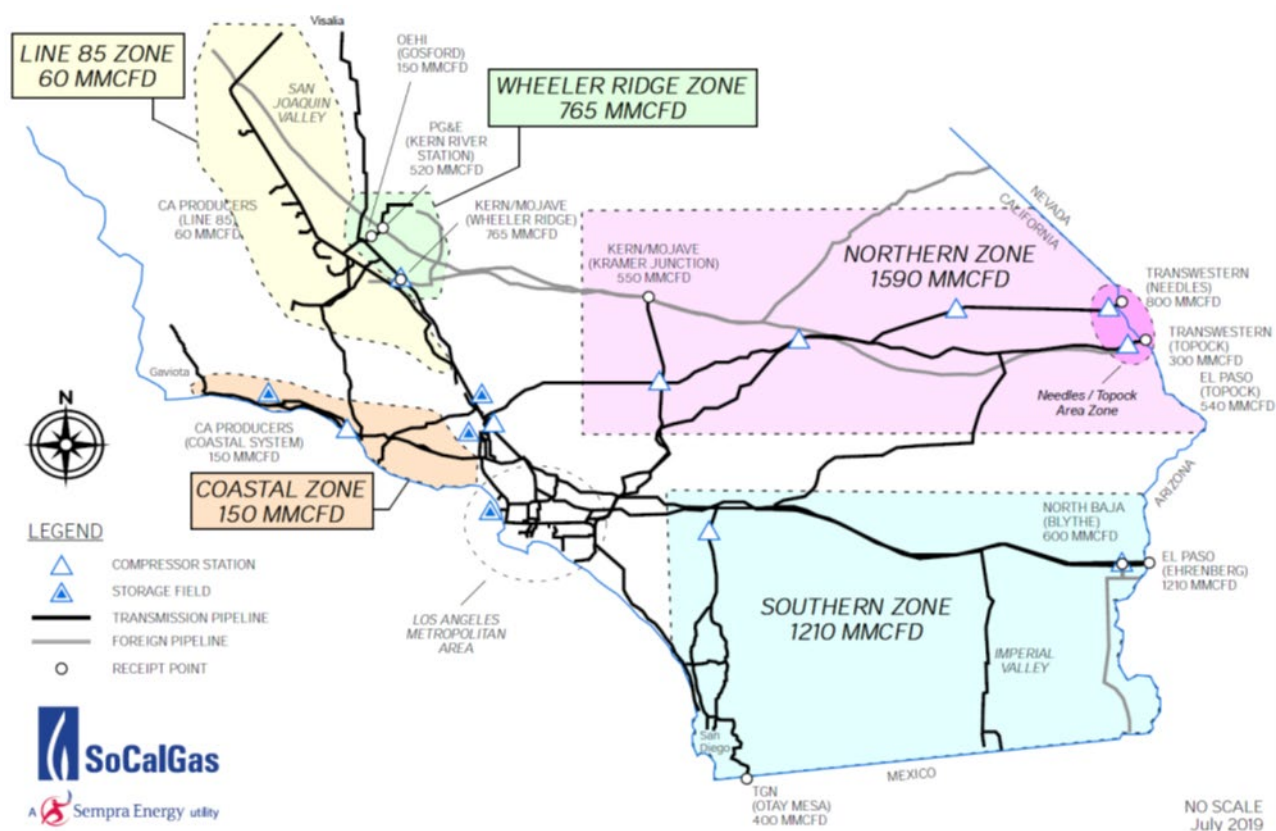 Visalia
LINE 85 ZONE
60 MMCFD
SAN
JOAQUIN
VALLEY
OEHI
(GOSFORD)
150 MMCFD
WHEELER RIDGE ZONE
765 MMCFD
PG&E
(KERN RIVER
STATION)
520 MMCFD
CA PRODUCERS
(LINE 85)
60 MMCFD
KERN/MOJAVE
(WHEELER RIDGE)
765 MMCFD
KERN/MOJAVE
(KRAMER JUNCTION)
550 MMCFD
NORTHERN ZONE
1590 MMCFD
NEVADA
CALIFORNIA
TRANSWESTERN
(NEEDLES)
800 MMCFD
TRANSWESTERN
(TOPOCK)
300 MMCFD
EL PASO
(TOPOCK)
540 MMCFD
Needles / Topock
Area Zone
Gaviota
N
CA PRODUCERS
(COASTAL SYSTEM)
150 MMCFD
COASTAL ZONE
150 MMCFD
ARIZONA
NORTH BAJA
(BLYTHE)
600 MMCFD
EL PASO
(EHRENBERG)
1210 MMCFD
LEGEND
COMPRESSOR STATION
STORAGE FIELD
TRANSMISSION PIPELINE
FOREIGN PIPELINE
RECEIPT POINT
LOS ANGELES
METROPOLITAN
AREA
SOUTHERN ZONE
1210 MMCFD
IMPERIAL
VALLEY
San
Diego
MEXICO
TGN
(OTAY MESA)
400 MMCFD
SoCalGas
A Sempra Energy utility
NO SCALE
July 2019